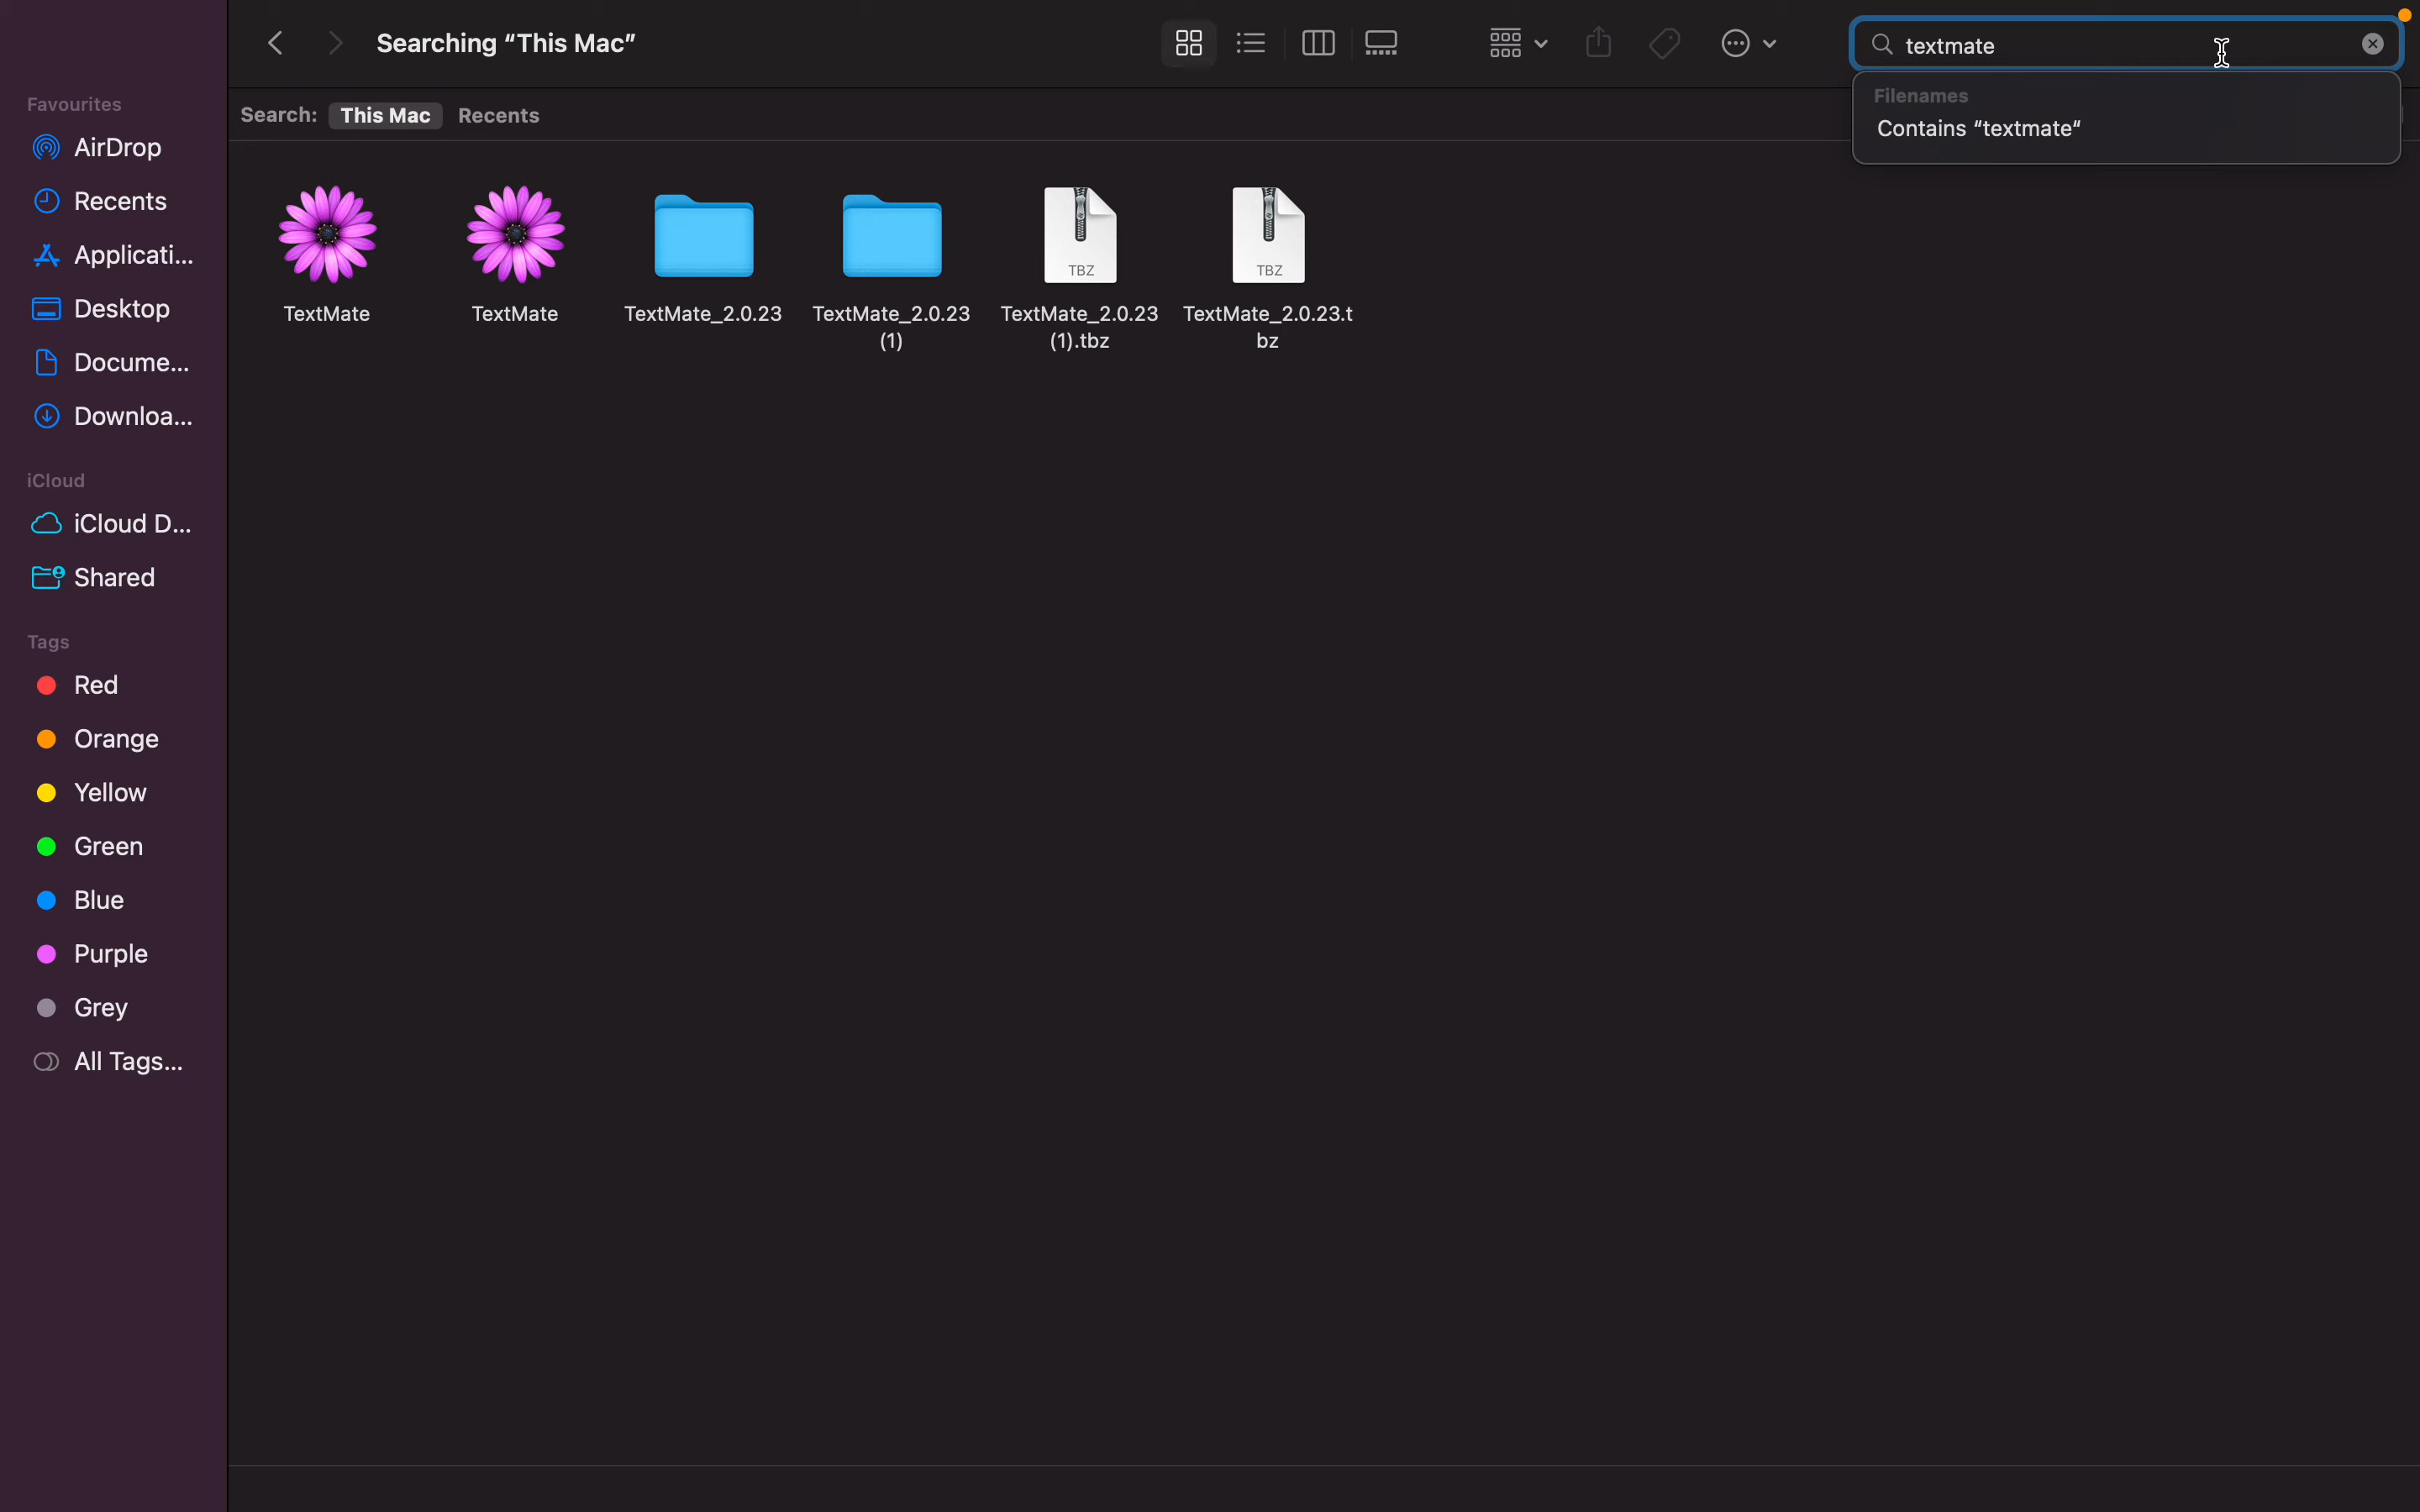 Searching “This Mac”
textmate
Filenames
Contains “textmate“
Search: This Mac Recents
Favourites
AirDrop
Recents
Applicati...
Desktop
Docume...
Downloa...
iCloud
iCloud D...
Shared
Tags
Red
Orange
Yellow
Green
Blue
Purple
Grey
All Tags...
TextMate
TextMate
TextMate_2.0.23
TextMate_2.0.23
(1)
TBZ
TextMate_2.0.23
(1).tbz
TBZ
TextMate_2.0.23.t
bz